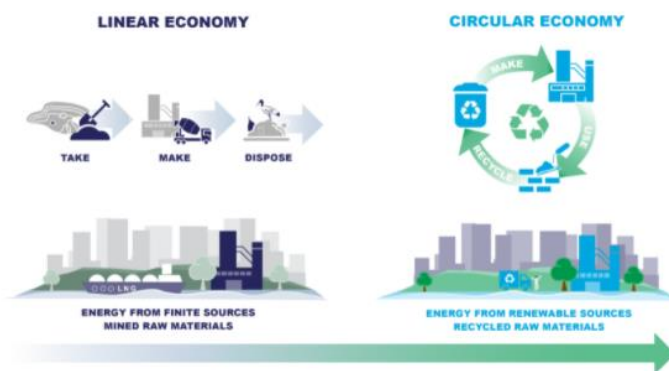 LINEAR ECONOMY
CIRCULAR ECONOMY
TAKE
MAKE
DISPOSE
MAKE
USE
RECYCLE
LNG
ENERGY FROM FINITE SOURCES
MINED RAW MATERIALS
ENERGY FROM RENEWABLE SOURCES
RECYCLED RAW MATERIALS